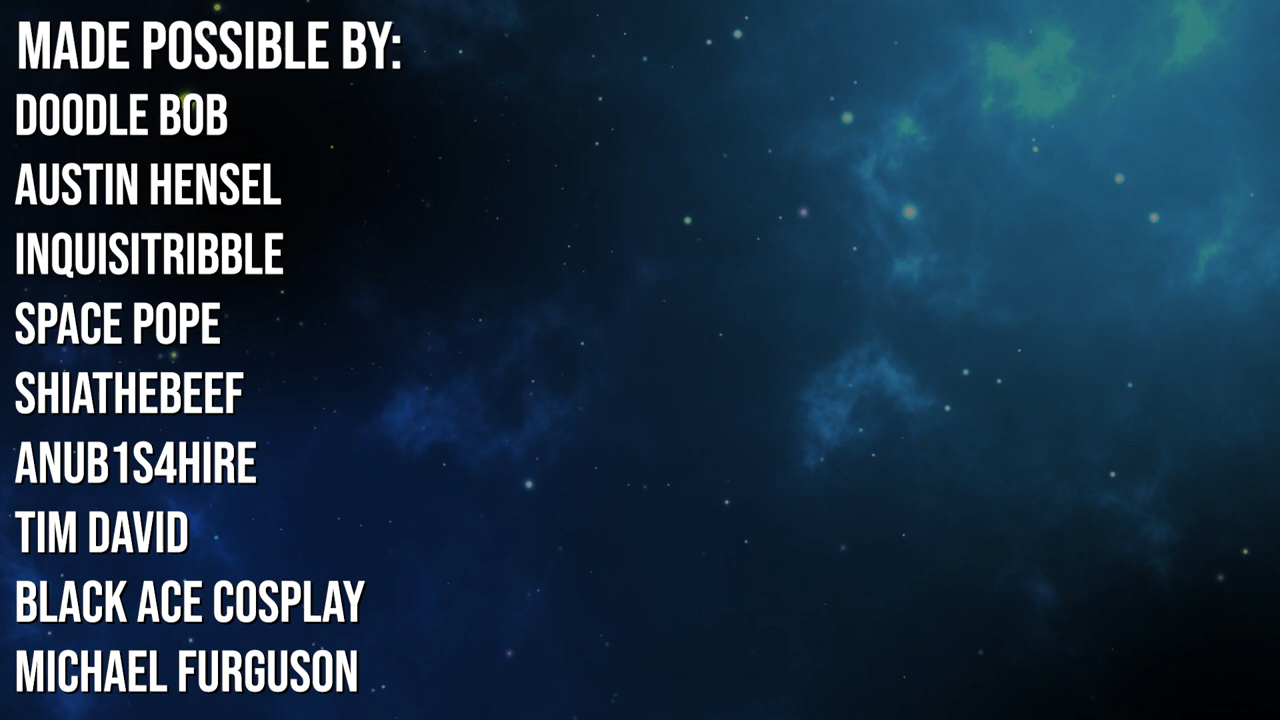 MADE POSSIBLE BY:
DOODLE BOB
AUSTIN HENSEL
INQUISITRIBBLE
SPACE POPE
SHIATHEBEEF
ANUB1S4HIRE
TIM DAVID
BLACK ACE COSPLAY
MICHAEL FURGUSON